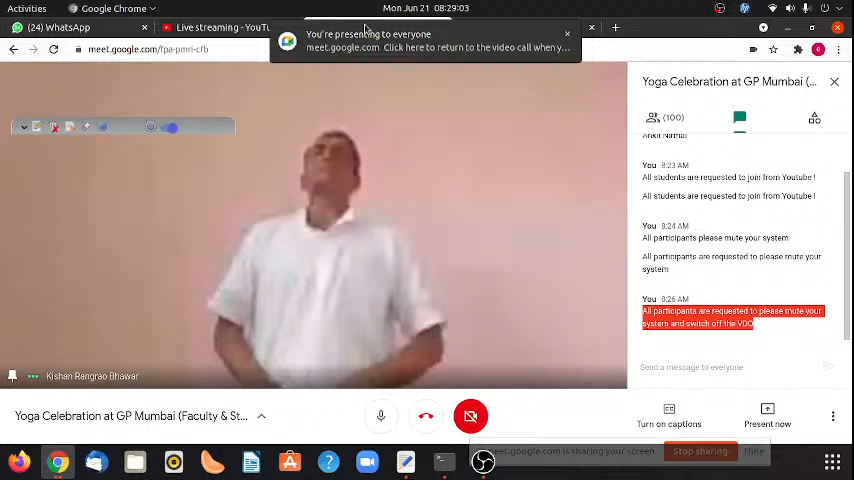 Activities
Google Chrome
Mon Jun 21 08:29:03
(24) WhatsApp
Live streaming - YouTu
You're presenting to everyone
meet.google.com Click here to return to the video call when y...
meet.google.com/fpa-pmri-cfb
Yoga Celebration at GP Mumbai (...
(100)
Ankit Nirmal
You 8:23 AM
All students are requested to join from Youtube !
All students are requested to join from Youtube !
You 8:24 AM
All participants please mute your system
All participants are requested to please mute your
system
You 8:26 AM
All participants are requested to please mute your
system and switch off the VDO
Send a message to everyone
Kishan Rangrao Bhawar
Yoga Celebration at GP Mumbai (Faculty & St...
Turn on captions
Present now
meet.google.com is sharing your screen.
Stop sharing
Hide